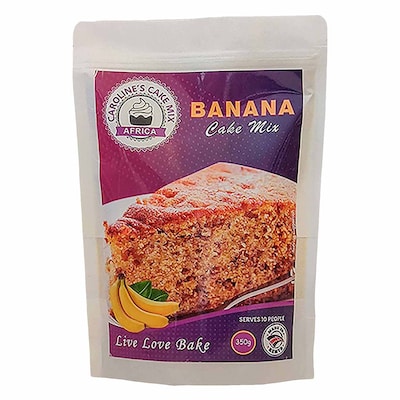 CAROLINE'S CAKE MIX
AFRICA
BANANA
Cake Mix
SERVES 10 PEOPLE
Live Love Bake
350g